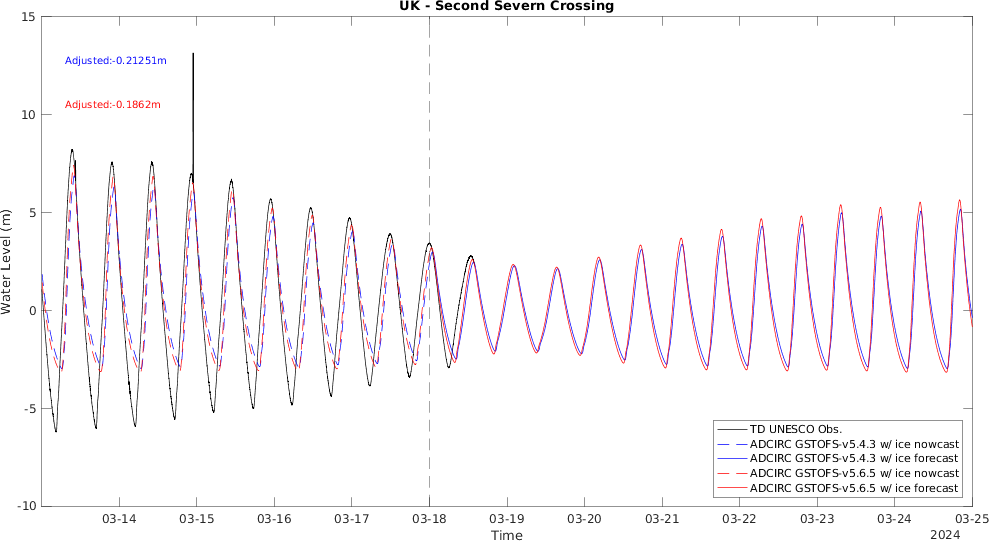 UK - Second Severn Crossing
Water Level (m)
15
10
5
0
-5
-10
Adjusted:-0.21251m
Adjusted:-0.1862m
TD UNESCO Obs.
ADCIRC GSTOFS-v5.4.3 w/ ice nowcast
ADCIRC GSTOFS-v5.4.3 w/ ice forecast
ADCIRC GSTOFS-v5.6.5 w/ ice nowcast
ADCIRC GSTOFS-v5.6.5 w/ ice forecast
03-14 03-15 03-16 03-17 03-18 03-19 03-20 03-21 03-22 03-23 03-24 03-25
Time
2024